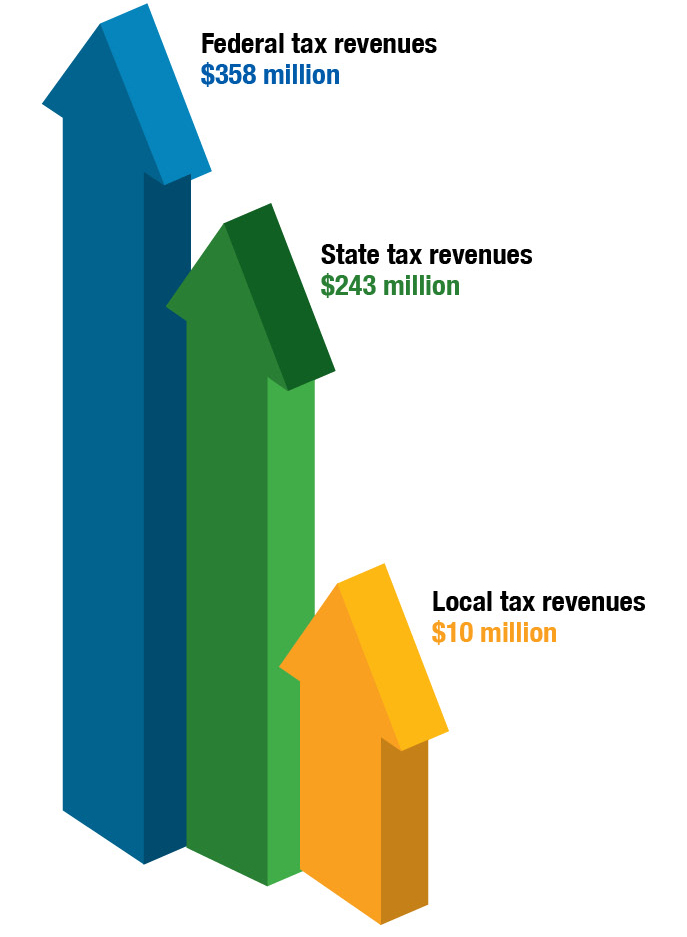 Federal tax revenues
$358 million
State tax revenues
$243 million
Local tax revenues
$10 million